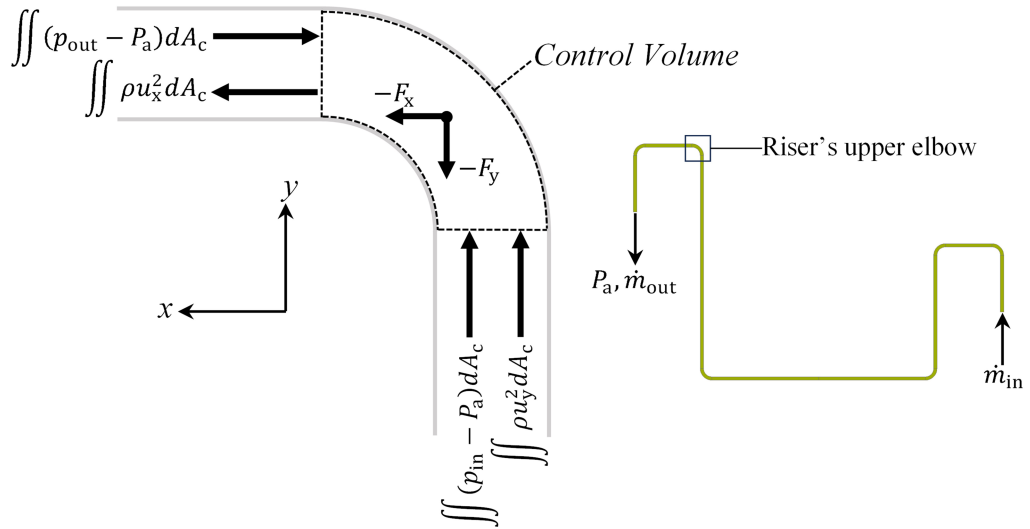 ∬ (p_out − P_a)dA_c
∬ ρu_x^2 dA_c
Control Volume
−F_x
−F_y
y
x
∬ (p_in − P_a)dA_c
∬ ρu_y^2 dA_c
Riser's upper elbow
P_a, ṁ_out
ṁ_in